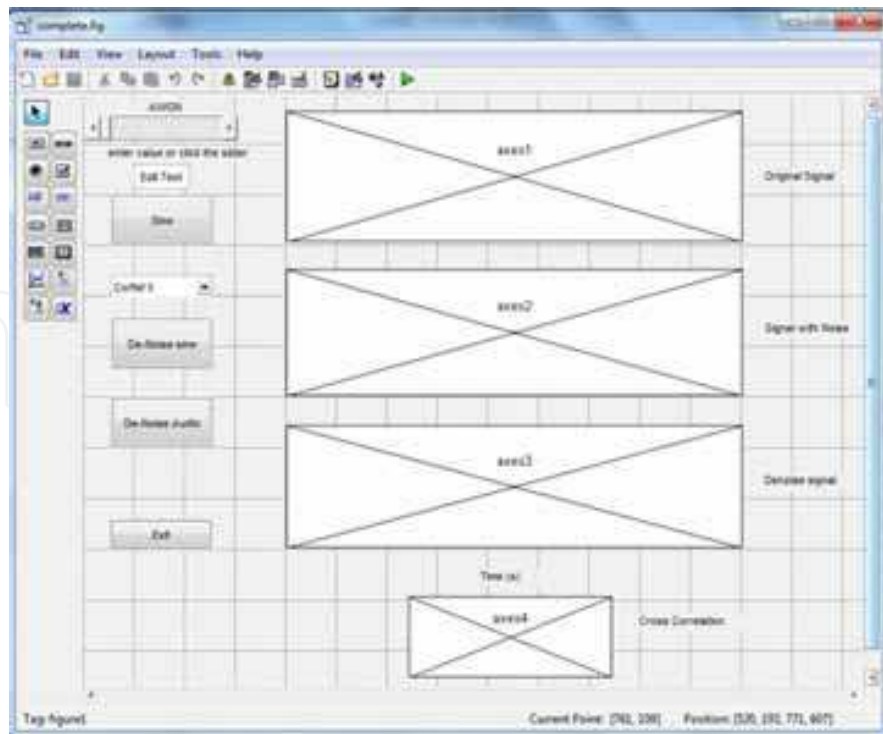 complete.fig
File Edit View Layout Tools Help
axes1
enter value or click the slider
Edit Text
Original Signal
Sine
Coiflet 5
axes2
Signal with Noise
De-Noise sine
De-Noise Audio
axes3
Denoise signal
Exit
Time (s)
axes4
Cross Correlation
Tag: figure1
Current Point: [761, 108] Position: [520, 193, 771, 607]